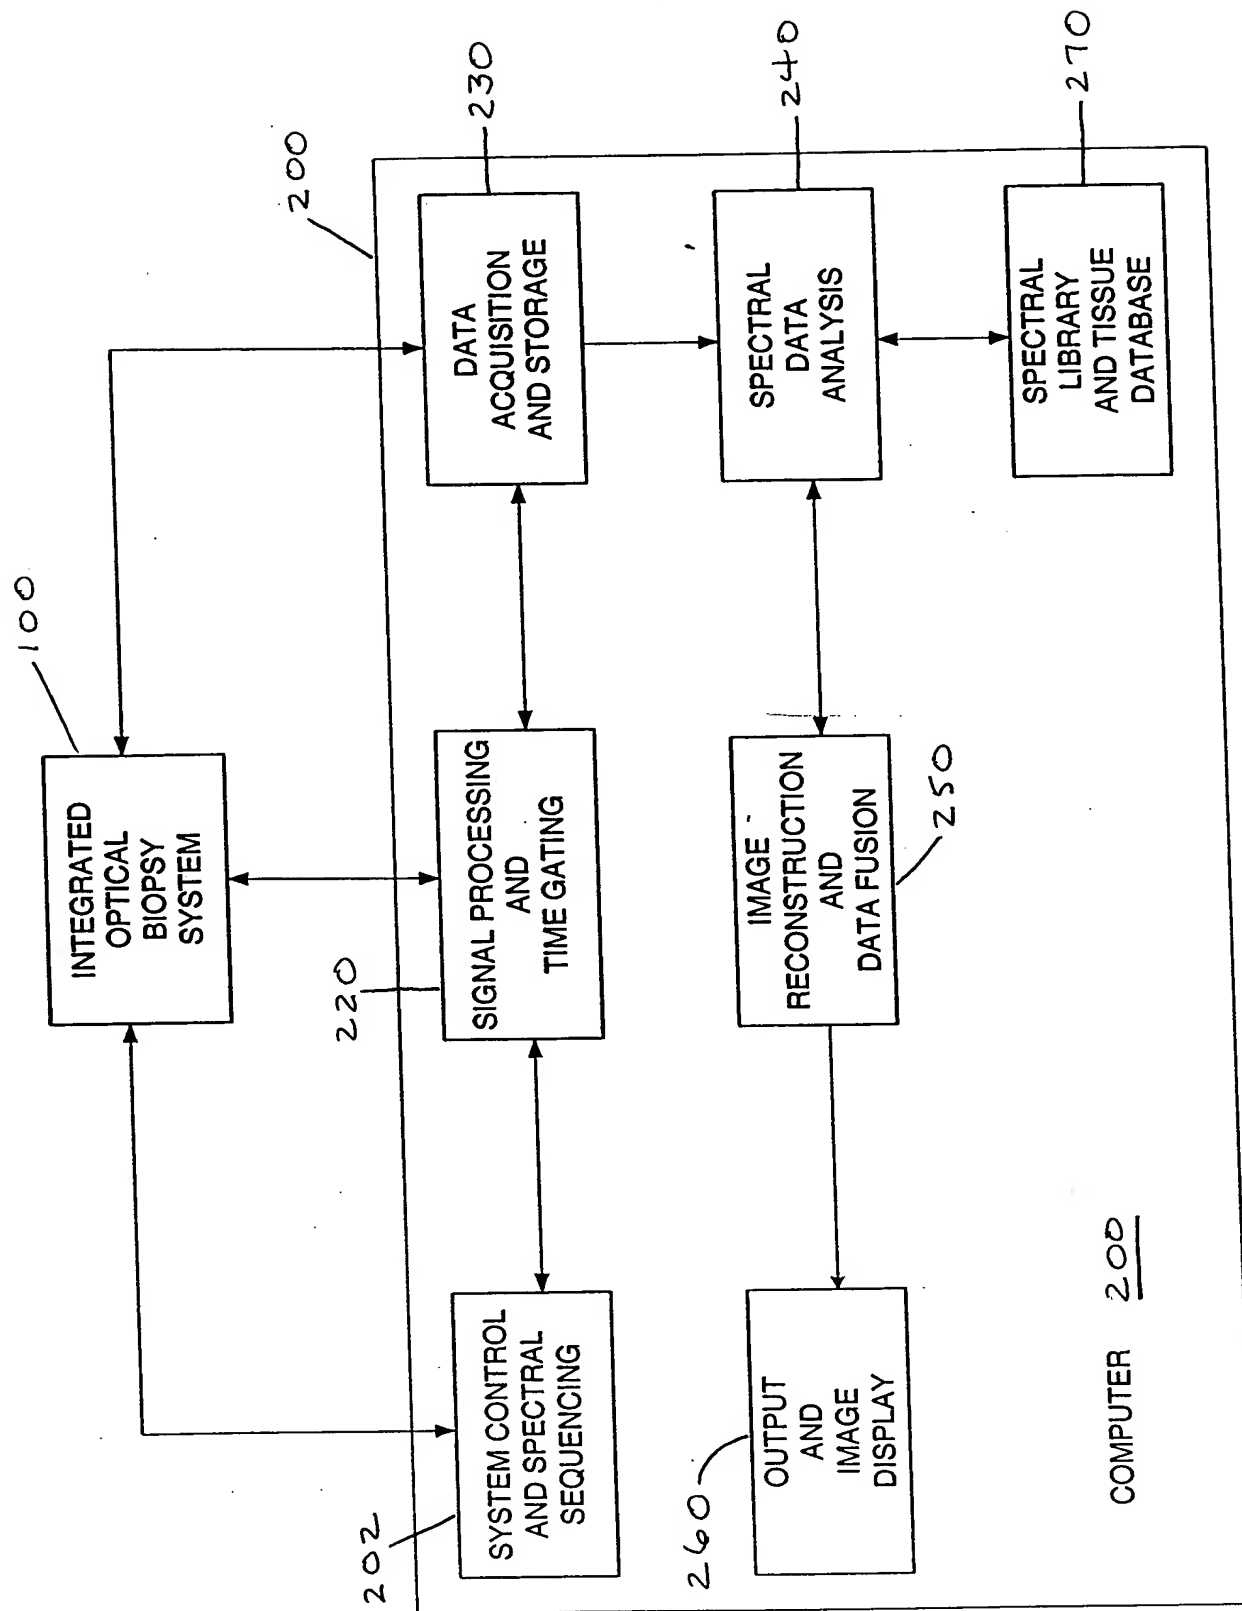 100
INTEGRATED
OPTICAL
BIOPSY
SYSTEM
200
202
SYSTEM CONTROL
AND SPECTRAL
SEQUENCING
220
SIGNAL PROCESSING
AND
TIME GATING
230
DATA
ACQUISITION
AND STORAGE
260
OUTPUT
AND
IMAGE
DISPLAY
IMAGE
RECONSTRUCTION
AND
DATA FUSION
250
240
SPECTRAL
DATA
ANALYSIS
270
SPECTRAL
LIBRARY
AND TISSUE
DATABASE
COMPUTER 200